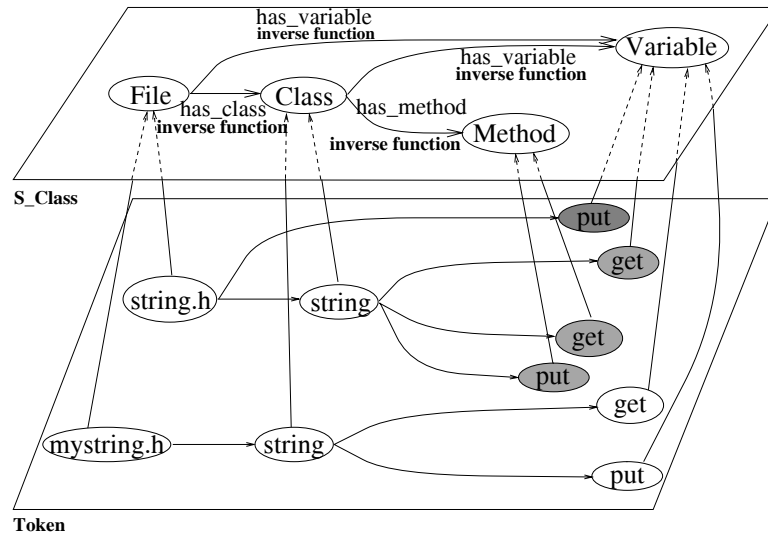 has_variable
inverse function
Variable
has_variable
inverse function
File
Class
has_class
inverse function
has_method
inverse function
Method
S_Class
put
get
string.h
string
get
put
get
mystring.h
string
put
Token